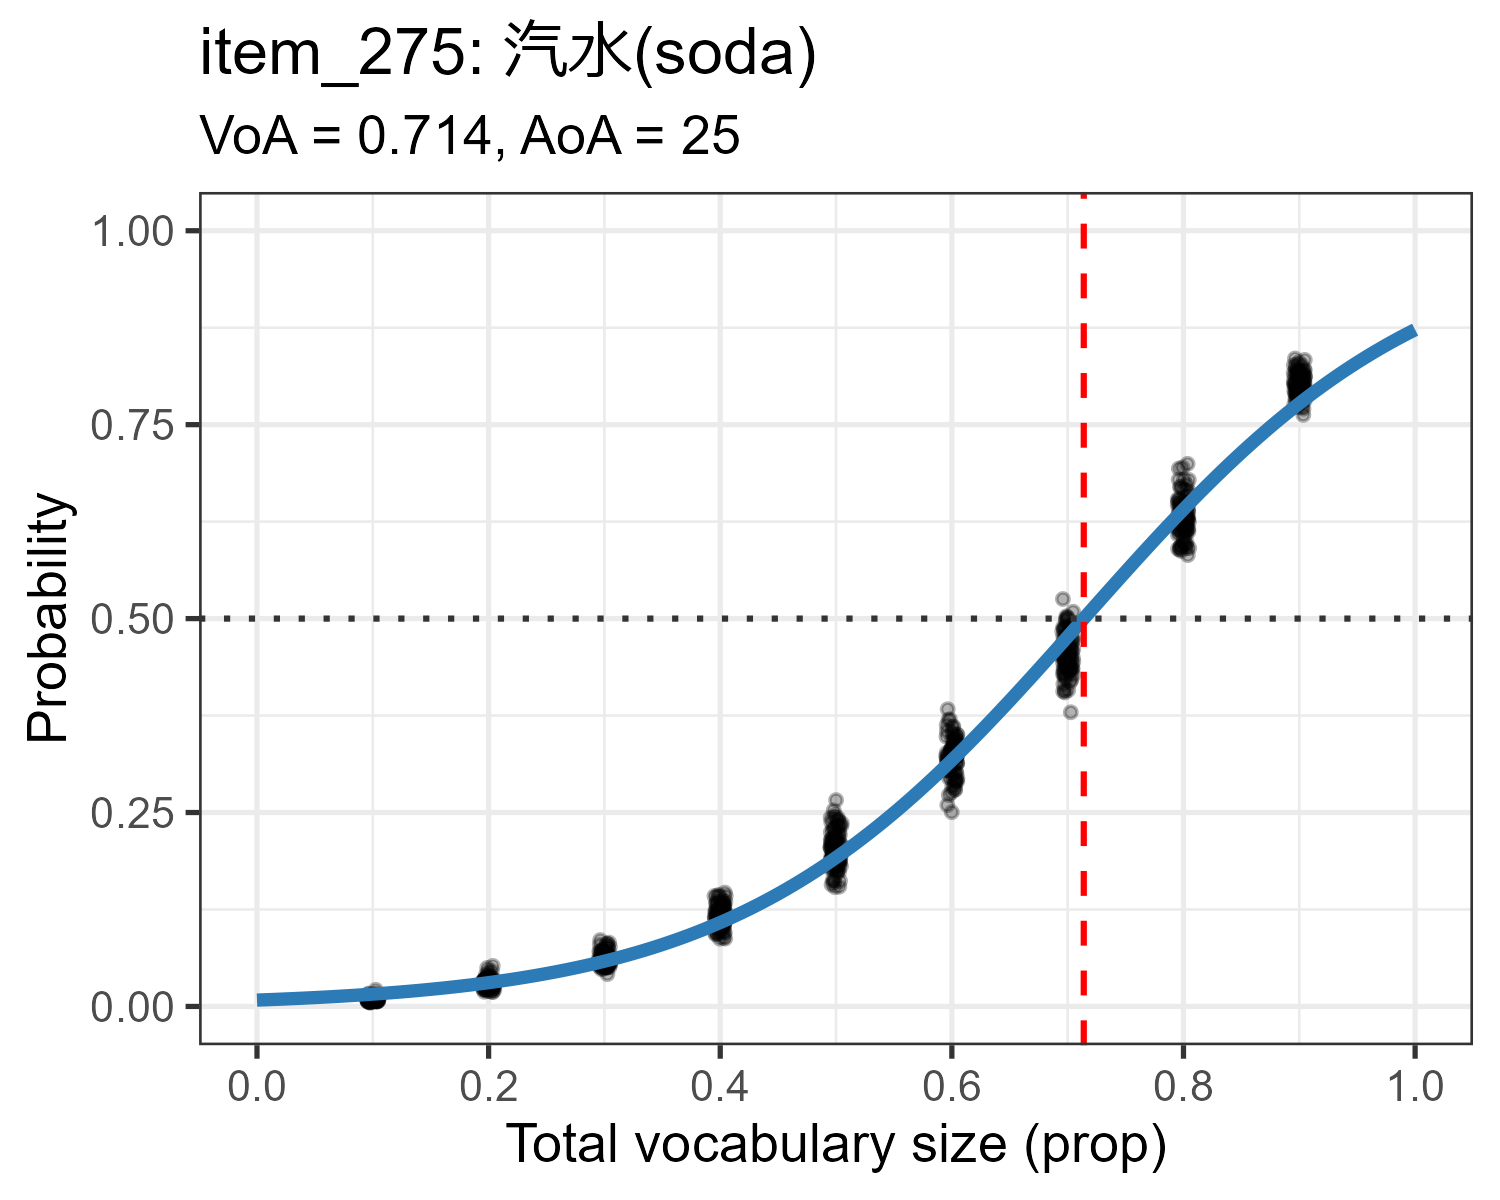 item_275: 汽水(soda)
VoA = 0.714, AoA = 25
1.00
0.75
0.50
0.25
0.00
Probability
0.0 0.2 0.4 0.6 0.8 1.0
Total vocabulary size (prop)